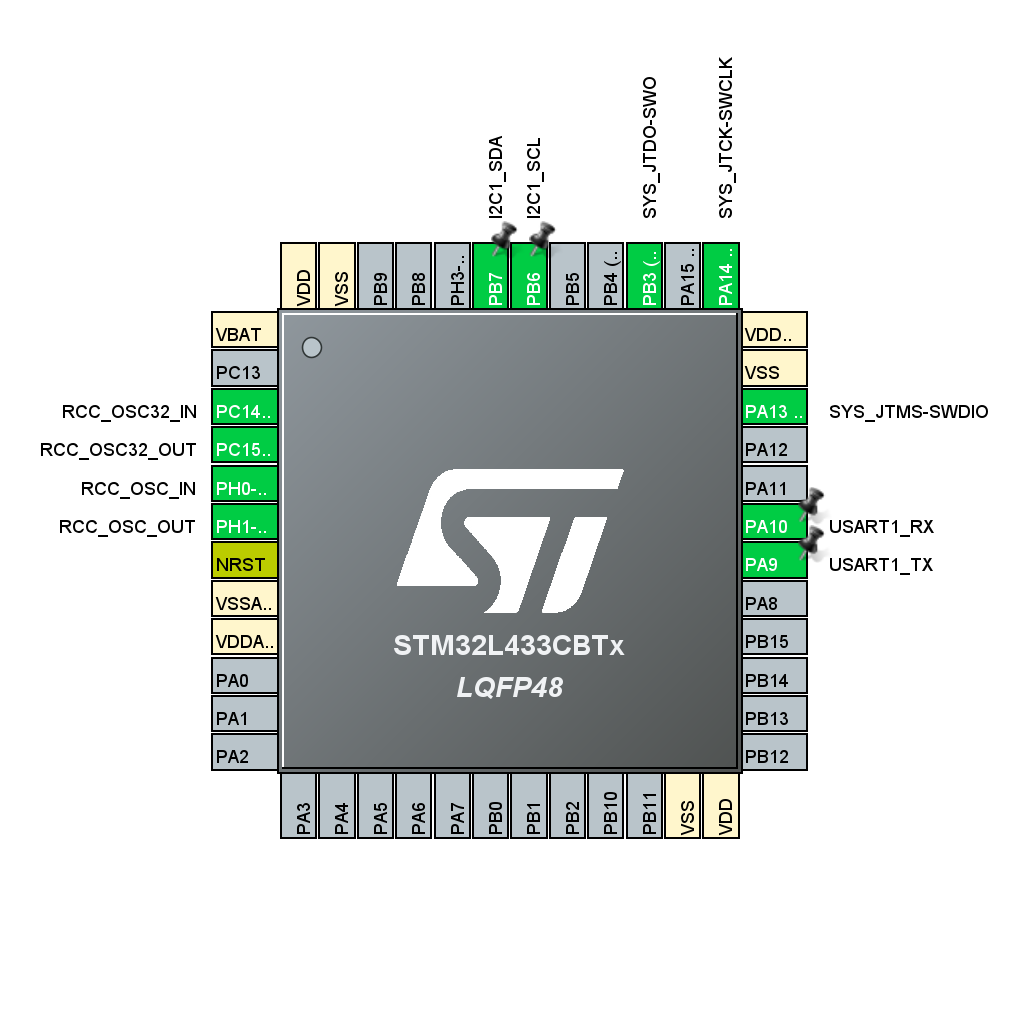 I2C1_SDA
I2C1_SCL
SYS_JTDO-SWO
SYS_JTCK-SWCLK
VDD
VSS
PB9
PB8
PH3-..
PB7
PB6
PB5
PB4 (..
PB3 (..
PA15 ..
PA14 ..
VBAT
PC13
RCC_OSC32_IN PC14..
RCC_OSC32_OUT PC15..
RCC_OSC_IN PH0-..
RCC_OSC_OUT PH1-..
NRST
VSSA..
VDDA..
PA0
PA1
PA2
STM32L433CBTx
LQFP48
VDD..
VSS
PA13 .. SYS_JTMS-SWDIO
PA12
PA11
PA10 USART1_RX
PA9 USART1_TX
PA8
PB15
PB14
PB13
PB12
PA3
PA4
PA5
PA6
PA7
PB0
PB1
PB2
PB10
PB11
VSS
VDD